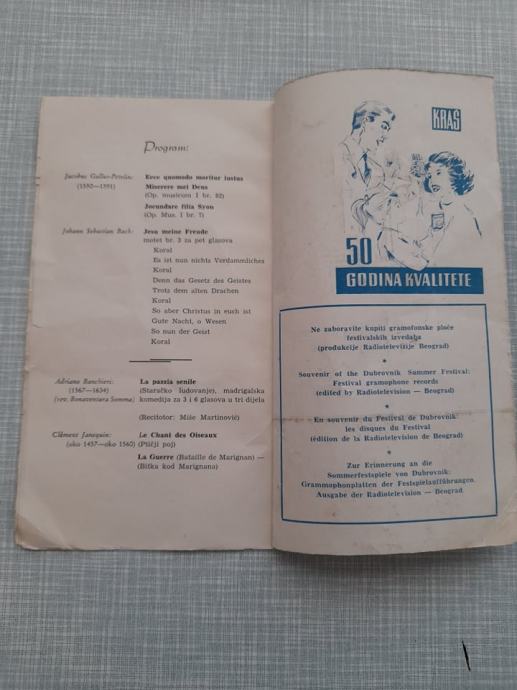 Program:
Jacobus Gallus-Petelin:
(1550—1591)
Ecce quomodo moritur iustus
Miserere mei Deus
(Op. musicum I br. 82)
Jocundare filia Syon
(Op. Mus. I br. 7)
Johann Sebastian Bach:
Jesu meine Freude
motet br. 3 za pet glasova
Koral
Es ist nun nichts Verdammliches
Koral
Denn das Gesetz des Geistes
Trotz dem alten Drachen
Koral
So aber Christus in euch ist
Gute Nacht, o Wesen
So nun der Geist
Koral
Adriano Banchieri:
(1567—1634)
(rev. Bonaventura Somma)
La pazzia senile
(Staračko ludovanje), madrigalska
komedija za 3 i 6 glasova u tri dijela
(Recitotor: Miše Martinović)
Clément Janequin:
(oko 1457—oko 1560)
Le Chant des Oiseaux
(Ptičji poj)
La Guerre (Bataille de Marignan) —
(Bitka kod Marignana)
KRAŠ
50
GODINA KVALITETE
Ne zaboravite kupiti gramofonske ploče
festivalskih izvedaba
(produkcije Radiotelevizije Beograd)
Souvenir of the Dubrovnik Summer Festival:
Festival gramophone records
(edited by Radiotelevision — Beograd)
En souvenir du Festival de Dubrovnik:
les disques du Festival
(édition de la Radiotelevision de Beograd)
Zur Erinnerung an die
Sommerfestspiele von Dubrovnik:
Grammophonplatten der Festspielaufführungen.
Ausgabe der Radiotelevision — Beograd